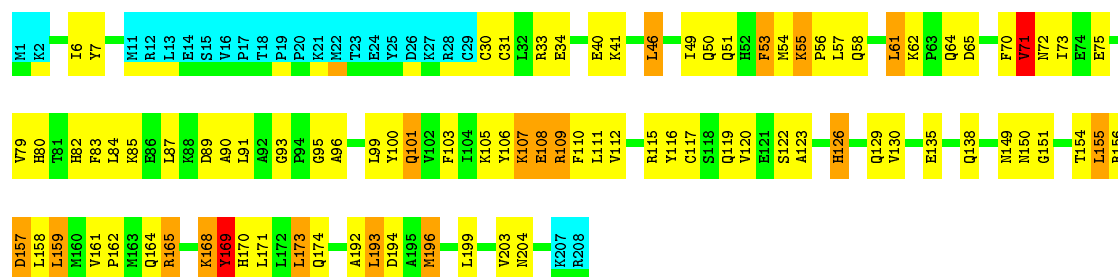 M1 K2 I6 Y7 M11 R12 L13 E14 S15 V16 P17 T18 P19 P20 K21 M22 T23 E24 Y25 D26 K27 R28 C29 C30 C31 L32 R33 E34 E40 K41 L46 I49 Q50 Q51 H52 F53 M54 K55 P56 L57 Q58 L61 K62 P63 Q64 D65 F70 V71 N72 I73 E74 E75
V79 H80 T81 H82 F83 L84 K85 E86 L87 K88 D89 A90 L91 A92 G93 P94 G95 A96 L99 Y100 Q101 V102 F103 I104 K105 Y106 K107 E108 R109 F110 L111 V112 R115 Y116 C117 S118 Q119 V120 E121 S122 A123 H126 Q129 V130 E135 Q138 N149 N150 G151 T154 L155 R156
D157 L158 L159 M160 V161 P162 M163 Q164 R165 K168 Y169 H170 L171 L172 L173 Q174 A192 L193 D194 A195 M196 L199 V203 N204 K207 R208